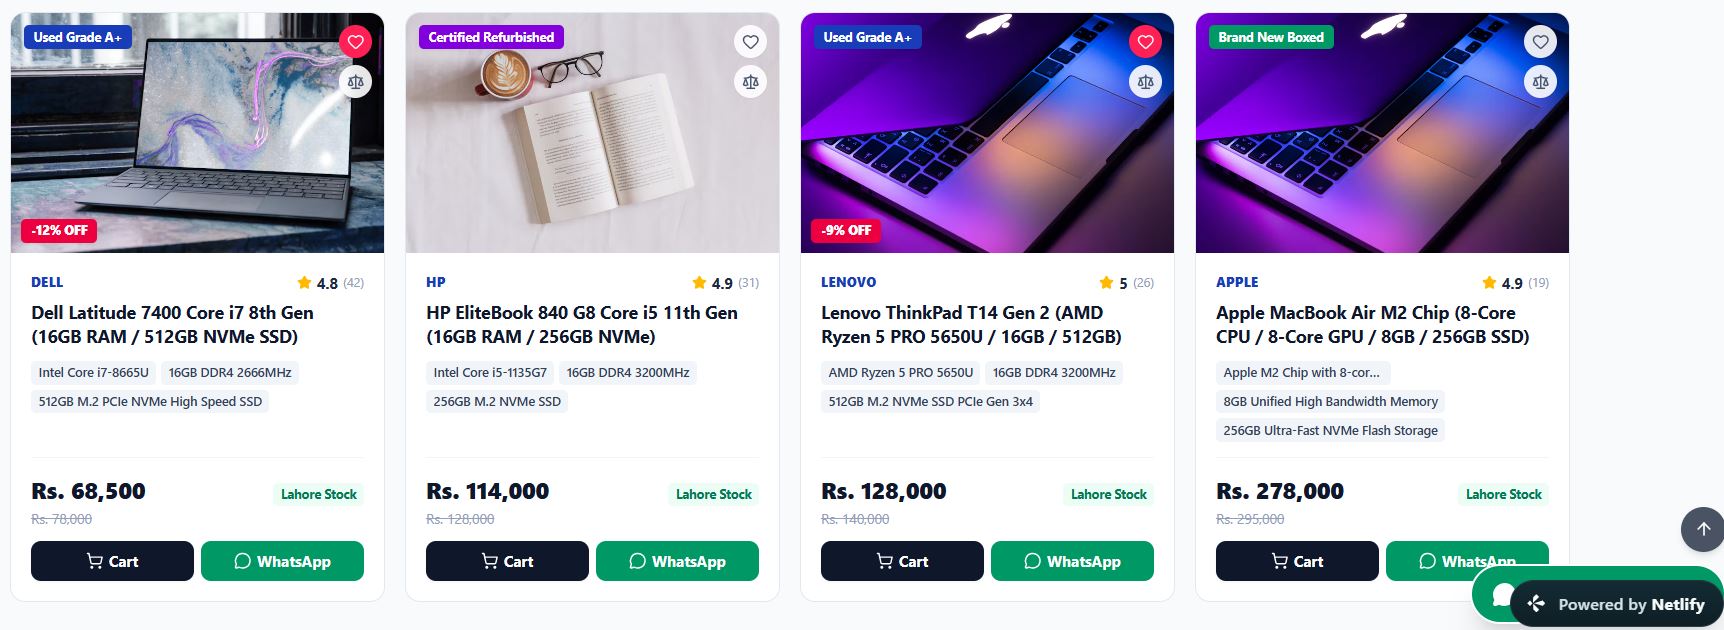 Used Grade A+
-12% OFF
DELL
4.8 (42)
Dell Latitude 7400 Core i7 8th Gen
(16GB RAM / 512GB NVMe SSD)
Intel Core i7-8665U
16GB DDR4 2666MHz
512GB M.2 PCIe NVMe High Speed SSD
Rs. 68,500
Lahore Stock
Rs. 78,000
Cart
WhatsApp
Certified Refurbished
HP
4.9 (31)
HP EliteBook 840 G8 Core i5 11th Gen
(16GB RAM / 256GB NVMe)
Intel Core i5-1135G7
16GB DDR4 3200MHz
256GB M.2 NVMe SSD
Rs. 114,000
Lahore Stock
Rs. 128,000
Cart
WhatsApp
Used Grade A+
-9% OFF
LENOVO
5 (26)
Lenovo ThinkPad T14 Gen 2 (AMD
Ryzen 5 PRO 5650U / 16GB / 512GB)
AMD Ryzen 5 PRO 5650U
16GB DDR4 3200MHz
512GB M.2 NVMe SSD PCIe Gen 3x4
Rs. 128,000
Lahore Stock
Rs. 140,000
Cart
WhatsApp
Brand New Boxed
APPLE
4.9 (19)
Apple MacBook Air M2 Chip (8-Core
CPU / 8-Core GPU / 8GB / 256GB SSD)
Apple M2 Chip with 8-cor...
8GB Unified High Bandwidth Memory
256GB Ultra-Fast NVMe Flash Storage
Rs. 278,000
Lahore Stock
Rs. 295,000
Cart
WhatsApp
Powered by Netlify